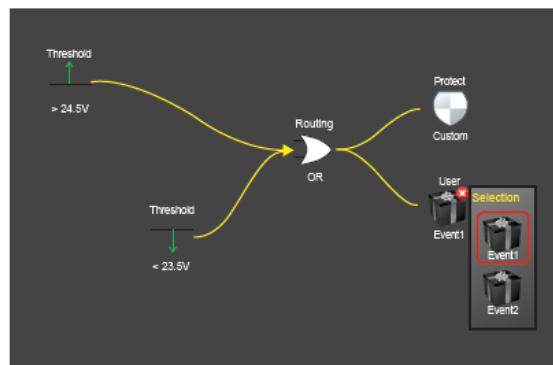 Threshold
> 24.5V
Routing
OR
Threshold
< 23.5V
Protect
Custom
User
Event1
Selection
Event1
Event2